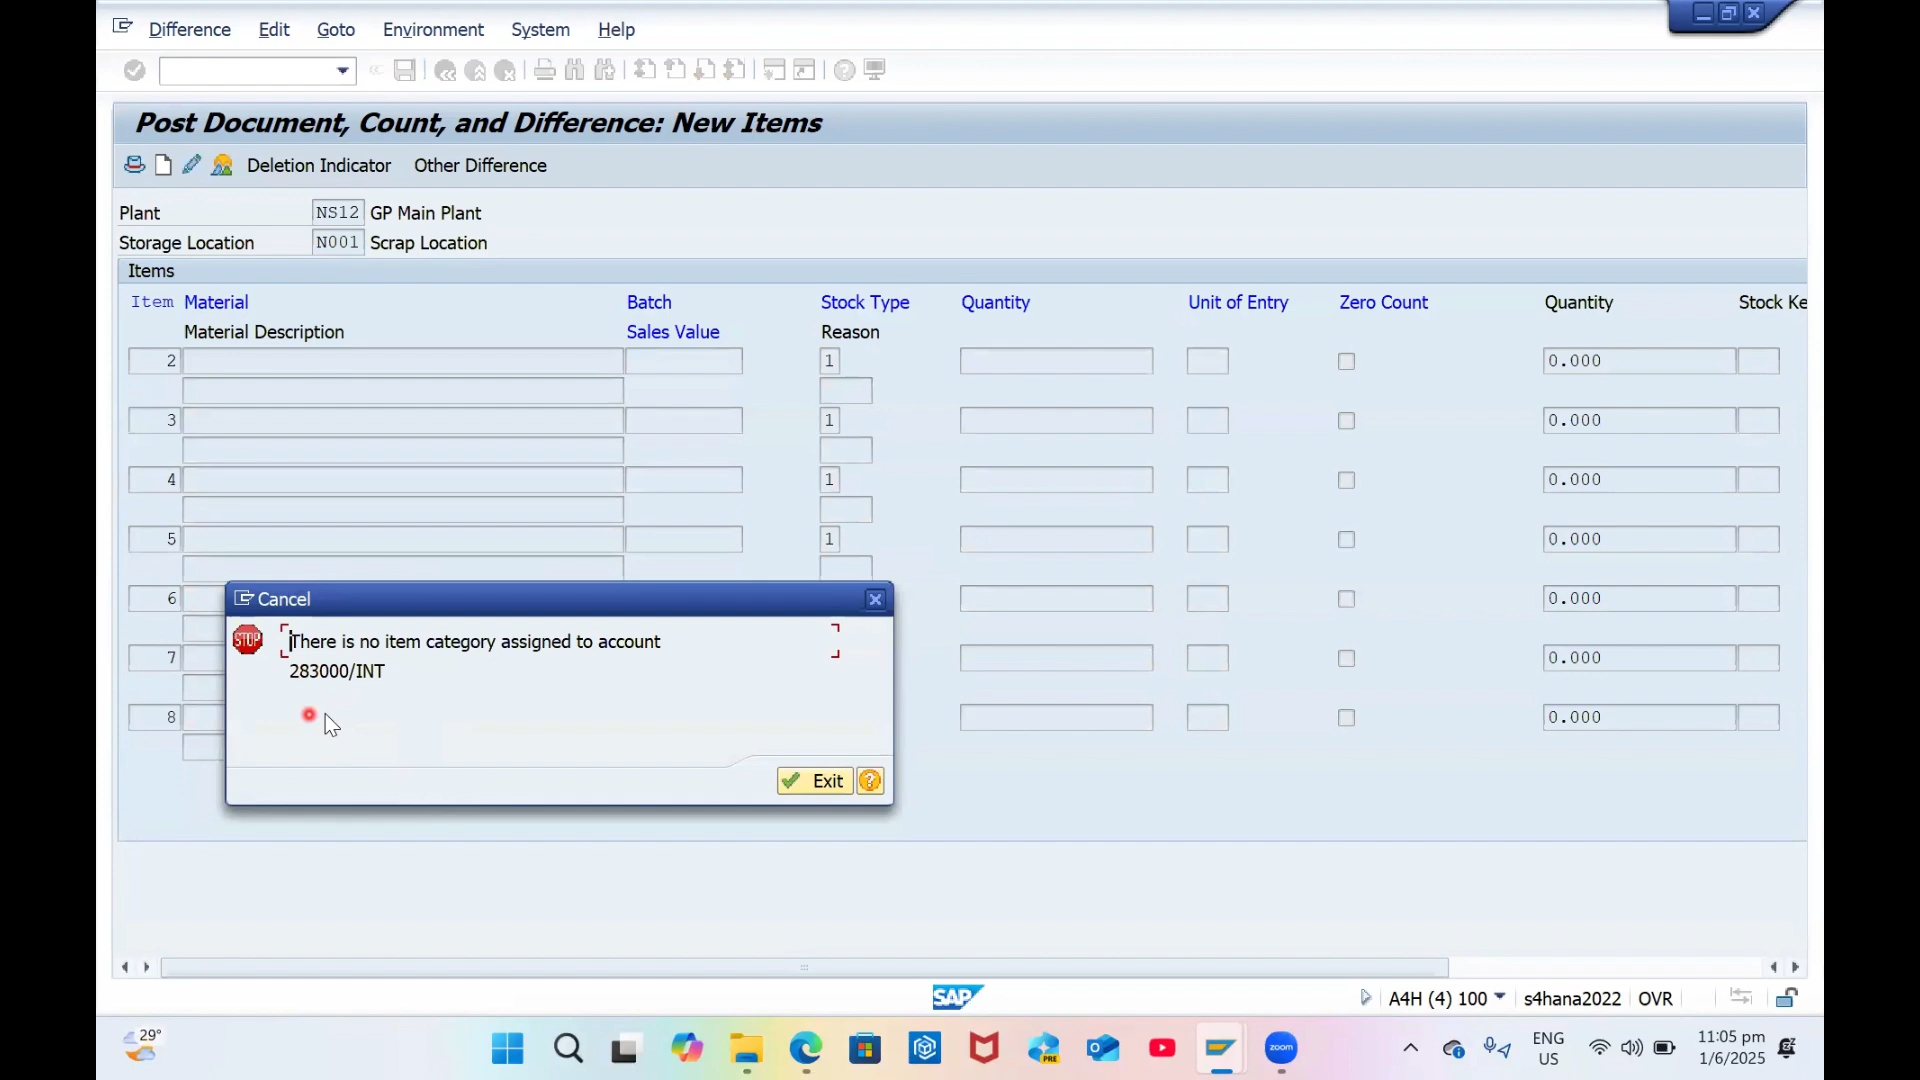 Difference Edit Goto Environment System Help
Post Document, Count, and Difference: New Items
Deletion Indicator Other Difference
Plant NS12 GP Main Plant
Storage Location N001 Scrap Location
Items
Item Material Batch Stock Type Quantity Unit of Entry Zero Count Quantity Stock Ke
Material Description Sales Value Reason
2 1 0.000
3 1 0.000
4 1 0.000
5 1 0.000
6 0.000
7 0.000
8 0.000
Cancel
STOP
There is no item category assigned to account
283000/INT
Exit
SAP A4H (4) 100 s4hana2022 OVR
29° PRE zoom ENG 11:05 pm
US 1/6/2025